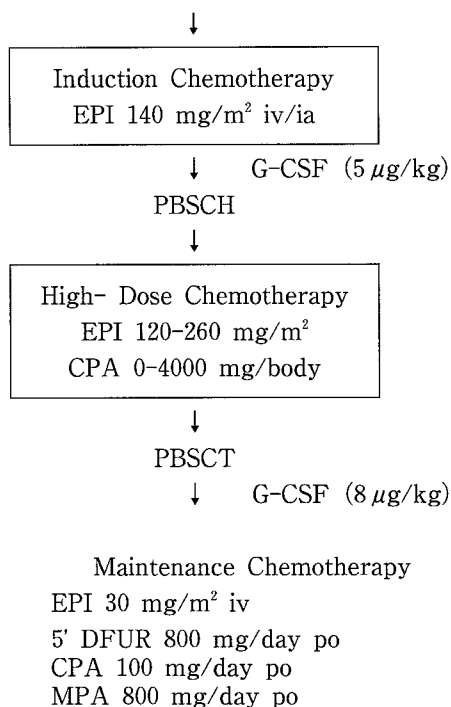 ↓
Induction Chemotherapy
EPI 140 mg/m² iv/ia
↓ G-CSF (5 μg/kg)
PBSCH
↓
High- Dose Chemotherapy
EPI 120-260 mg/m²
CPA 0-4000 mg/body
↓
PBSCT
↓ G-CSF (8 μg/kg)
Maintenance Chemotherapy
EPI 30 mg/m² iv
5' DFUR 800 mg/day po
CPA 100 mg/day po
MPA 800 mg/day po